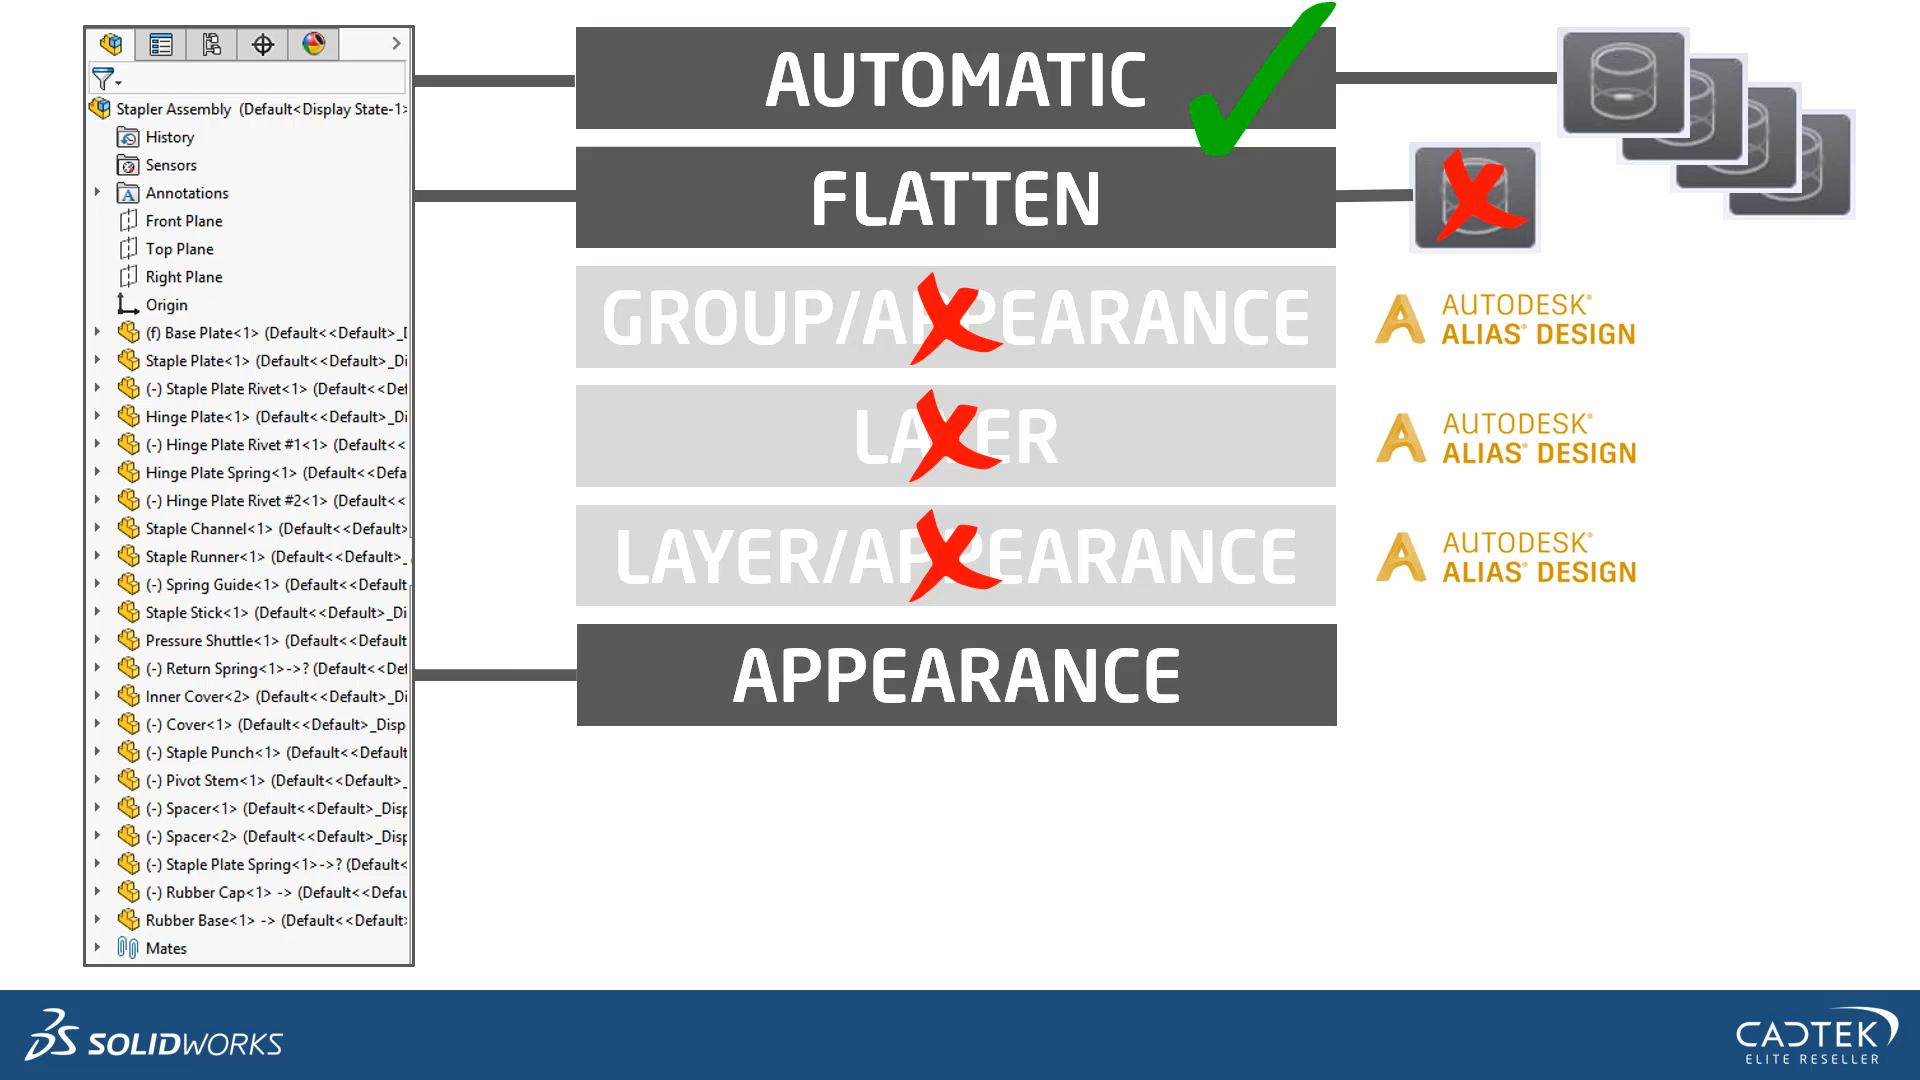 Stapler Assembly (Default<Display State-1>
History
Sensors
Annotations
Front Plane
Top Plane
Right Plane
Origin
(f) Base Plate<1> (Default<<Default>_D
Staple Plate<1> (Default<<Default>_Di
(-) Staple Plate Rivet<1> (Default<<Def
Hinge Plate<1> (Default<<Default>_Di
(-) Hinge Plate Rivet #1<1> (Default<<
Hinge Plate Spring<1> (Default<<Defa
(-) Hinge Plate Rivet #2<1> (Default<<
Staple Channel<1> (Default<<Default>
Staple Runner<1> (Default<<Default>_
(-) Spring Guide<1> (Default<<Default
Staple Stick<1> (Default<<Default>_Di
Pressure Shuttle<1> (Default<<Default
(-) Return Spring<1>->? (Default<<Def
Inner Cover<2> (Default<<Default>_Di
(-) Cover<1> (Default<<Default>_Disp
(-) Staple Punch<1> (Default<<Default
(-) Pivot Stem<1> (Default<<Default>_
(-) Spacer<1> (Default<<Default>_Disp
(-) Spacer<2> (Default<<Default>_Disp
(-) Staple Plate Spring<1>->? (Default<
(-) Rubber Cap<1> -> (Default<<Defau
Rubber Base<1> -> (Default<<Default>
Mates
AUTOMATIC
FLATTEN
GROUP/APPEARANCE
AUTODESK®
ALIAS® DESIGN
LAYER
AUTODESK®
ALIAS® DESIGN
LAYER/APPEARANCE
AUTODESK®
ALIAS® DESIGN
APPEARANCE
SOLIDWORKS
CADTEK
ELITE RESELLER